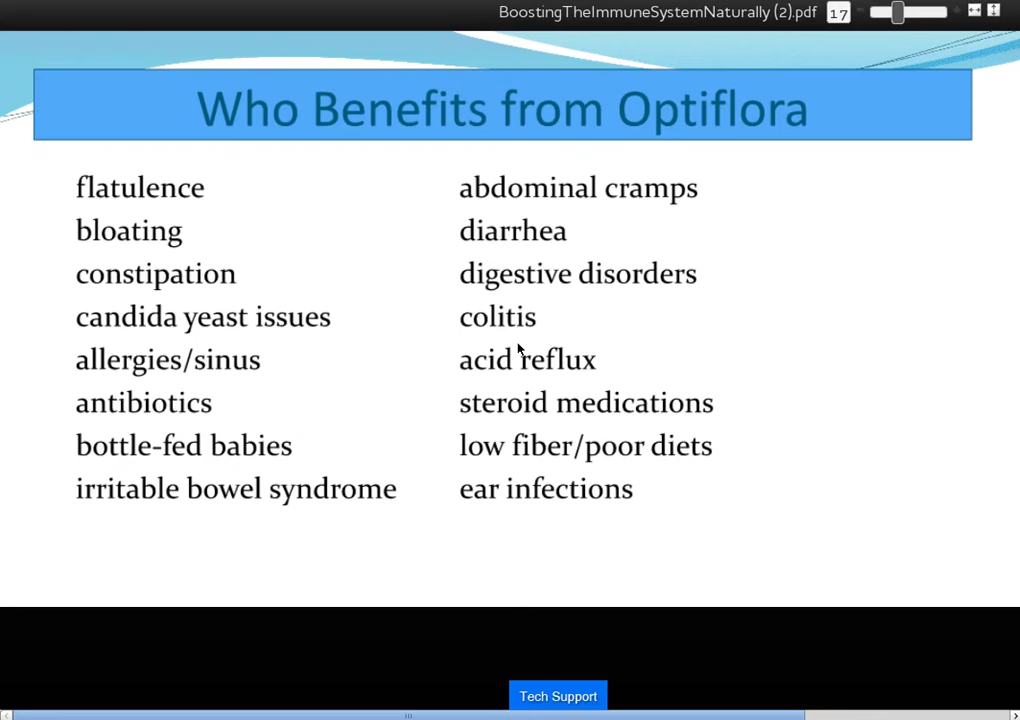 BoostingTheImmuneSystemNaturally (2).pdf 17
Who Benefits from Optiflora
flatulence
bloating
constipation
candida yeast issues
allergies/sinus
antibiotics
bottle-fed babies
irritable bowel syndrome
abdominal cramps
diarrhea
digestive disorders
colitis
acid reflux
steroid medications
low fiber/poor diets
ear infections
Tech Support